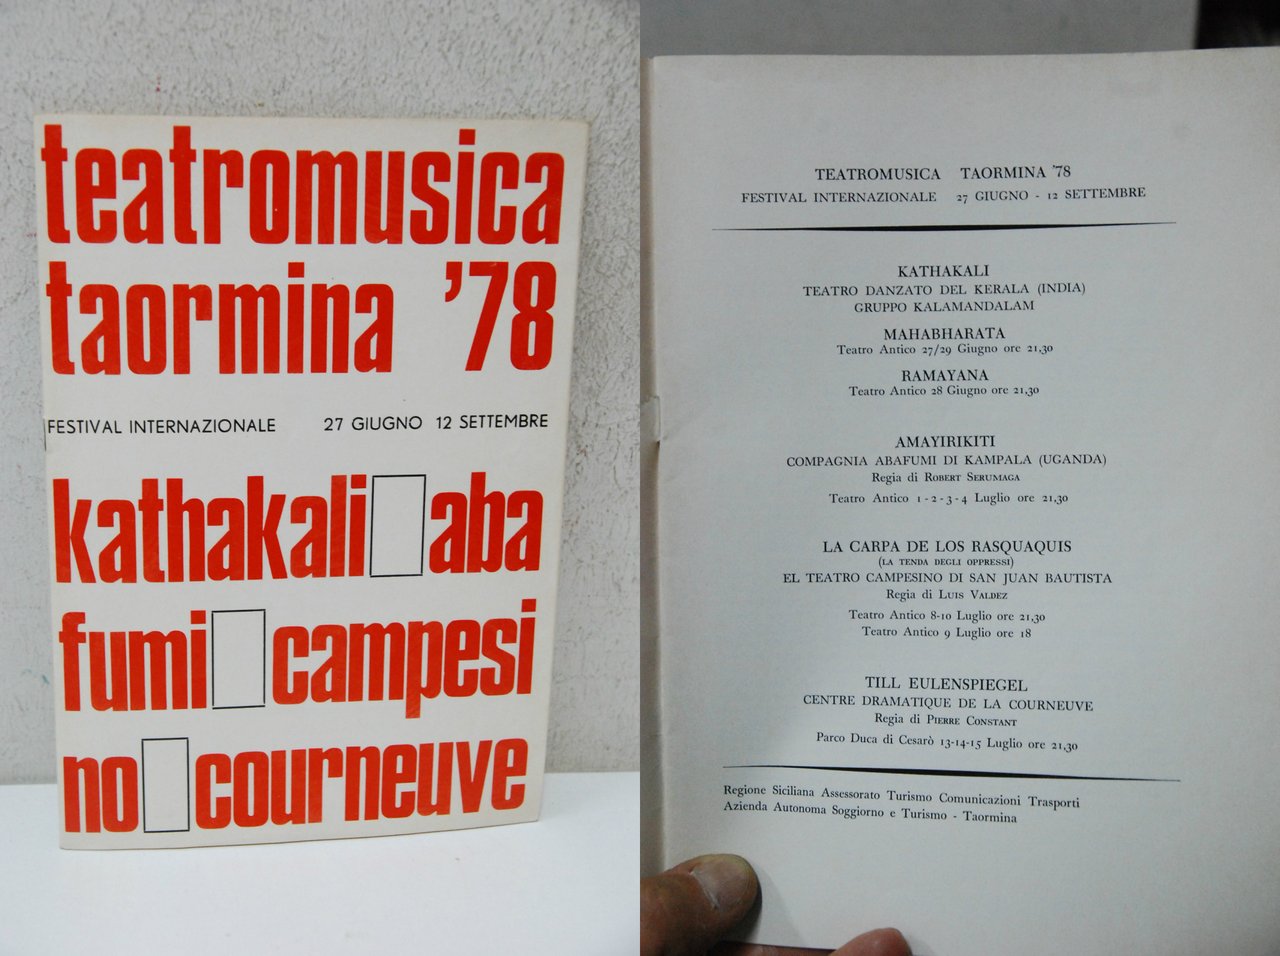 teatromusica
taormina '78
FESTIVAL INTERNAZIONALE 27 GIUGNO 12 SETTEMBRE
kathakali aba
fumi campesi
no courneuve
TEATROMUSICA TAORMINA '78
FESTIVAL INTERNAZIONALE 27 GIUGNO - 12 SETTEMBRE
KATHAKALI
TEATRO DANZATO DEL KERALA (INDIA)
GRUPPO KALAMANDALAM
MAHABHARATA
Teatro Antico 27/29 Giugno ore 21,30
RAMAYANA
Teatro Antico 28 Giugno ore 21,30
AMAYIRIKITI
COMPAGNIA ABAFUMI DI KAMPALA (UGANDA)
Regia di ROBERT SERUMAGA
Teatro Antico 1 - 2 - 3 - 4 Luglio ore 21,30
LA CARPA DE LOS RASQUAQUIS
(LA TENDA DEGLI OPPRESSI)
EL TEATRO CAMPESINO DI SAN JUAN BAUTISTA
Regia di LUIS VALDEZ
Teatro Antico 8-10 Luglio ore 21,30
Teatro Antico 9 Luglio ore 18
TILL EULENSPIEGEL
CENTRE DRAMATIQUE DE LA COURNEUVE
Regia di PIERRE CONSTANT
Parco Duca di Cesarò 13-14-15 Luglio ore 21,30
Regione Siciliana Assessorato Turismo Comunicazioni Trasporti
Azienda Autonoma Soggiorno e Turismo - Taormina